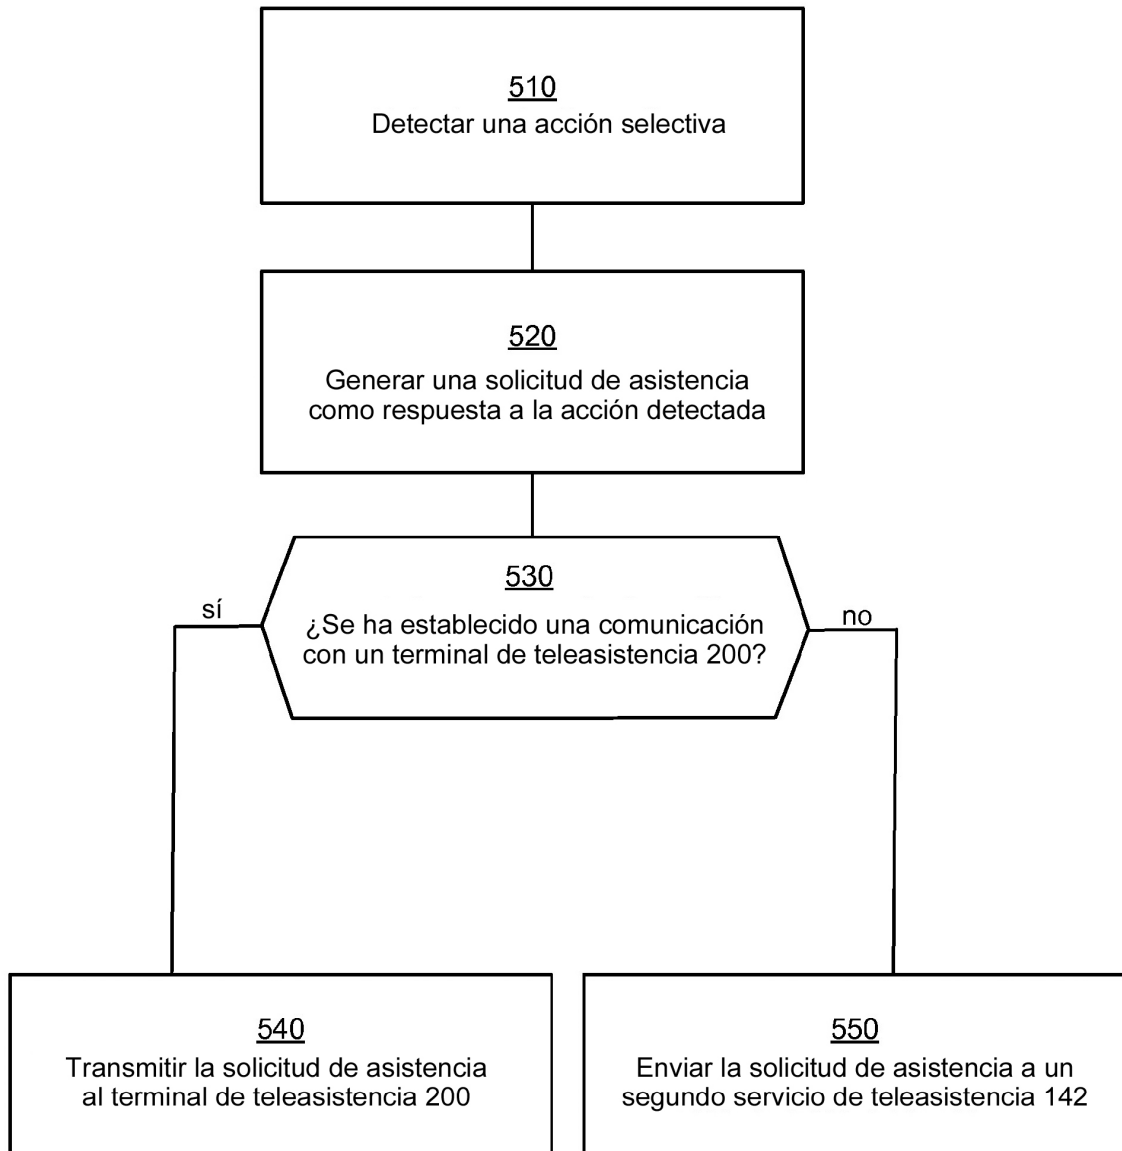 510
Detectar una acción selectiva
520
Generar una solicitud de asistencia
como respuesta a la acción detectada
530
¿Se ha establecido una comunicación
con un terminal de teleasistencia 200?
sí
no
540
Transmitir la solicitud de asistencia
al terminal de teleasistencia 200
550
Enviar la solicitud de asistencia a un
segundo servicio de teleasistencia 142